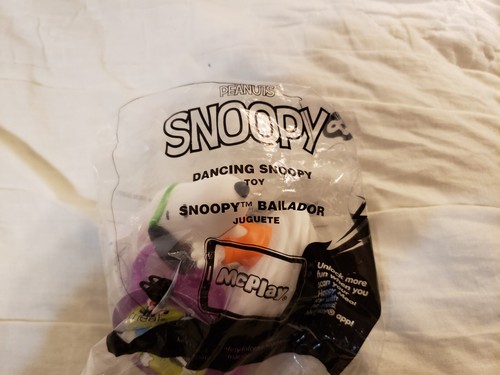 PEANUTS
SNOOPY
DANCING SNOOPY
TOY
SNOOPY™ BAILADOR
JUGUETE
McPlay
Unlock more
fun when you
app!